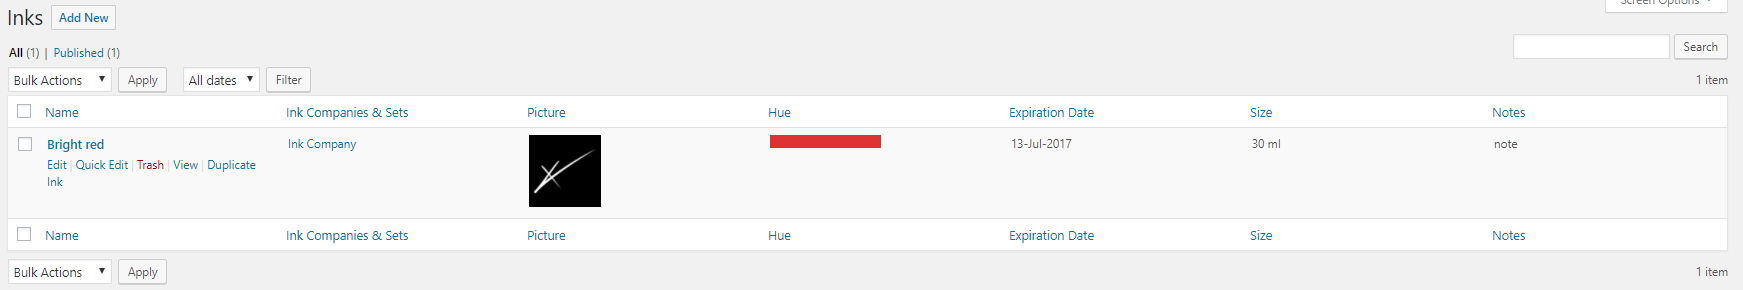 Inks Add New
Screen Options
All (1) | Published (1)
Search
Bulk Actions Apply All dates Filter 1 item
Name Ink Companies & Sets Picture Hue Expiration Date Size Notes
Bright red Ink Company 13-Jul-2017 30 ml note
Edit | Quick Edit | Trash | View | Duplicate
Ink
Name Ink Companies & Sets Picture Hue Expiration Date Size Notes
Bulk Actions Apply 1 item